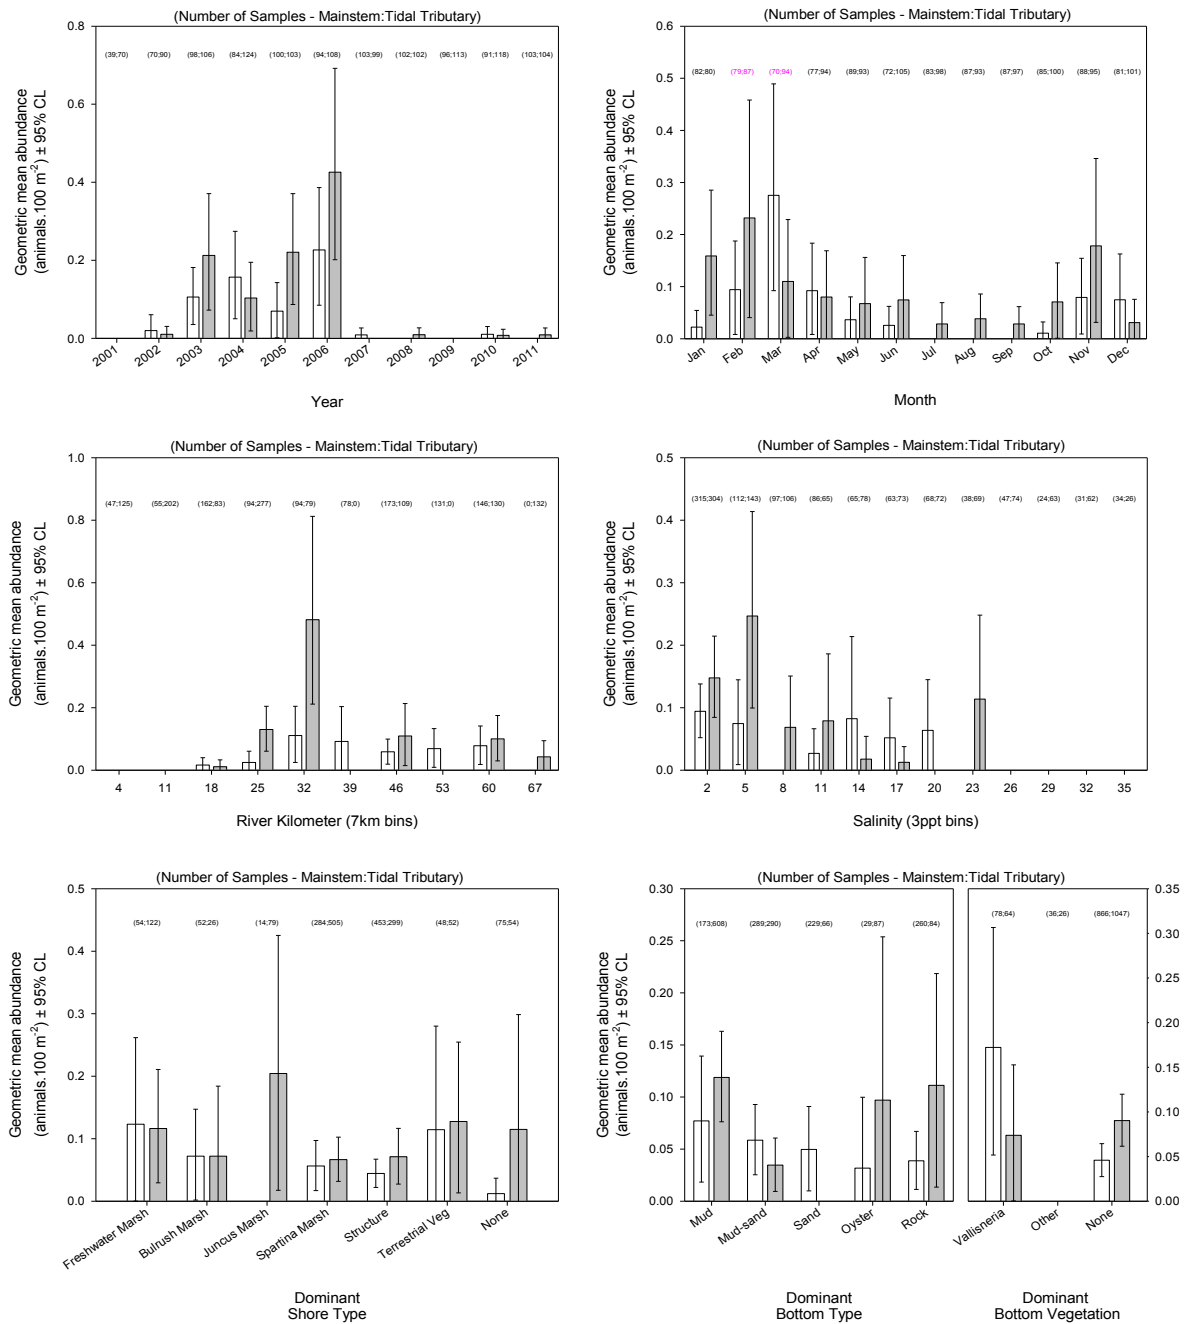 (Number of Samples - Mainstem:Tidal Tributary)
0.8
(39;70) (70;90) (98;106) (84;124) (100;103) (94;108) (103;99) (102;102) (96;113) (91;118) (103;104)
0.6
0.4
0.2
0.0
Geometric mean abundance
(animals.100 m-2) ± 95% CL
2001 2002 2003 2004 2005 2006 2007 2008 2009 2010 2011
Year
(Number of Samples - Mainstem:Tidal Tributary)
0.6
(82;80) (79;87) (70;94) (77;94) (89;93) (72;105) (83;98) (87;93) (87;97) (85;100) (88;95) (81;101)
0.5
0.4
0.3
0.2
0.1
0.0
Geometric mean abundance
(animals.100 m-2) ± 95% CL
Jan Feb Mar Apr May Jun Jul Aug Sep Oct Nov Dec
Month
(Number of Samples - Mainstem:Tidal Tributary)
1.0
(47;125) (55;202) (162;83) (94;277) (94;79) (78;0) (173;109) (131;0) (146;130) (0;132)
0.8
0.6
0.4
0.2
0.0
Geometric mean abundance
(animals.100 m-2) ± 95% CL
4 11 18 25 32 39 46 53 60 67
River Kilometer (7km bins)
(Number of Samples - Mainstem:Tidal Tributary)
0.5
(315;304) (112;143) (97;106) (86;65) (65;78) (63;73) (68;72) (38;69) (47;74) (24;63) (31;62) (34;26)
0.4
0.3
0.2
0.1
0.0
Geometric mean abundance
(animals.100 m-2) ± 95% CL
2 5 8 11 14 17 20 23 26 29 32 35
Salinity (3ppt bins)
(Number of Samples - Mainstem:Tidal Tributary)
0.5
(54;122) (52;26) (14;79) (284;505) (453;299) (48;52) (75;54)
0.4
0.3
0.2
0.1
0.0
Geometric mean abundance
(animals.100 m-2) ± 95% CL
Freshwater Marsh Bulrush Marsh Juncus Marsh Spartina Marsh Structure Terrestrial Veg None
Dominant
Shore Type
(Number of Samples - Mainstem:Tidal Tributary)
0.30
(173;608) (289;290) (229;66) (29;87) (260;84)
0.25
0.20
0.15
0.10
0.05
0.00
Geometric mean abundance
(animals.100 m-2) ± 95% CL
Mud Mud-sand Sand Oyster Rock
Dominant
Bottom Type
(78;64) (36;26) (866;1047)
0.35
0.30
0.25
0.20
0.15
0.10
0.05
0.00
Vallisneria Other None
Dominant
Bottom Vegetation